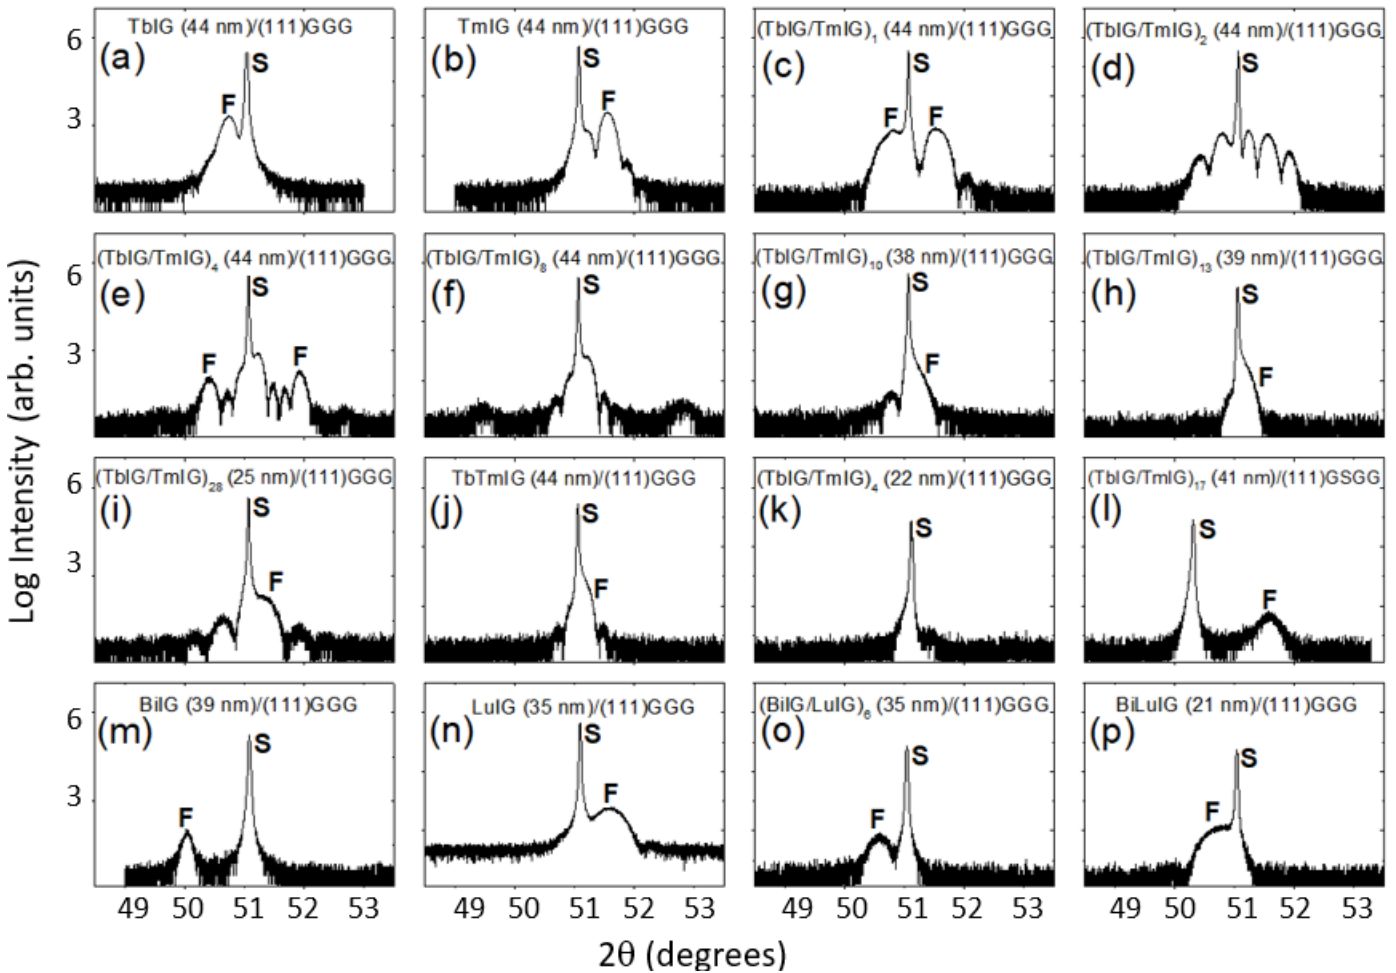 TbIG (44 nm)/(111)GGG
6
(a)
S
F
3
TmIG (44 nm)/(111)GGG
(b)
S
F
(TbIG/TmIG)₁ (44 nm)/(111)GGG
(c)
S
F F
(TbIG/TmIG)₂ (44 nm)/(111)GGG
(d)
S
(TbIG/TmIG)₄ (44 nm)/(111)GGG
6
(e)
S
3
F F
(TbIG/TmIG)₈ (44 nm)/(111)GGG
(f)
S
(TbIG/TmIG)₁₀ (38 nm)/(111)GGG
(g)
S
F
(TbIG/TmIG)₁₃ (39 nm)/(111)GGG
(h)
S
F
(TbIG/TmIG)₂₈ (25 nm)/(111)GGG
6
(i)
S
3
F
TbTmIG (44 nm)/(111)GGG
(j)
S
F
(TbIG/TmIG)₄ (22 nm)/(111)GGG
(k)
S
(TbIG/TmIG)₁₇ (41 nm)/(111)GSGG
(l)
S
F
BiIG (39 nm)/(111)GGG
6
(m)
S
3
F
LuIG (35 nm)/(111)GGG
(n)
S
F
(BiIG/LuIG)₆ (35 nm)/(111)GGG
(o)
S
F
BiLuIG (21 nm)/(111)GGG
(p)
S
F
Log Intensity (arb. units)
49 50 51 52 53
49 50 51 52 53
49 50 51 52 53
49 50 51 52 53
2θ (degrees)